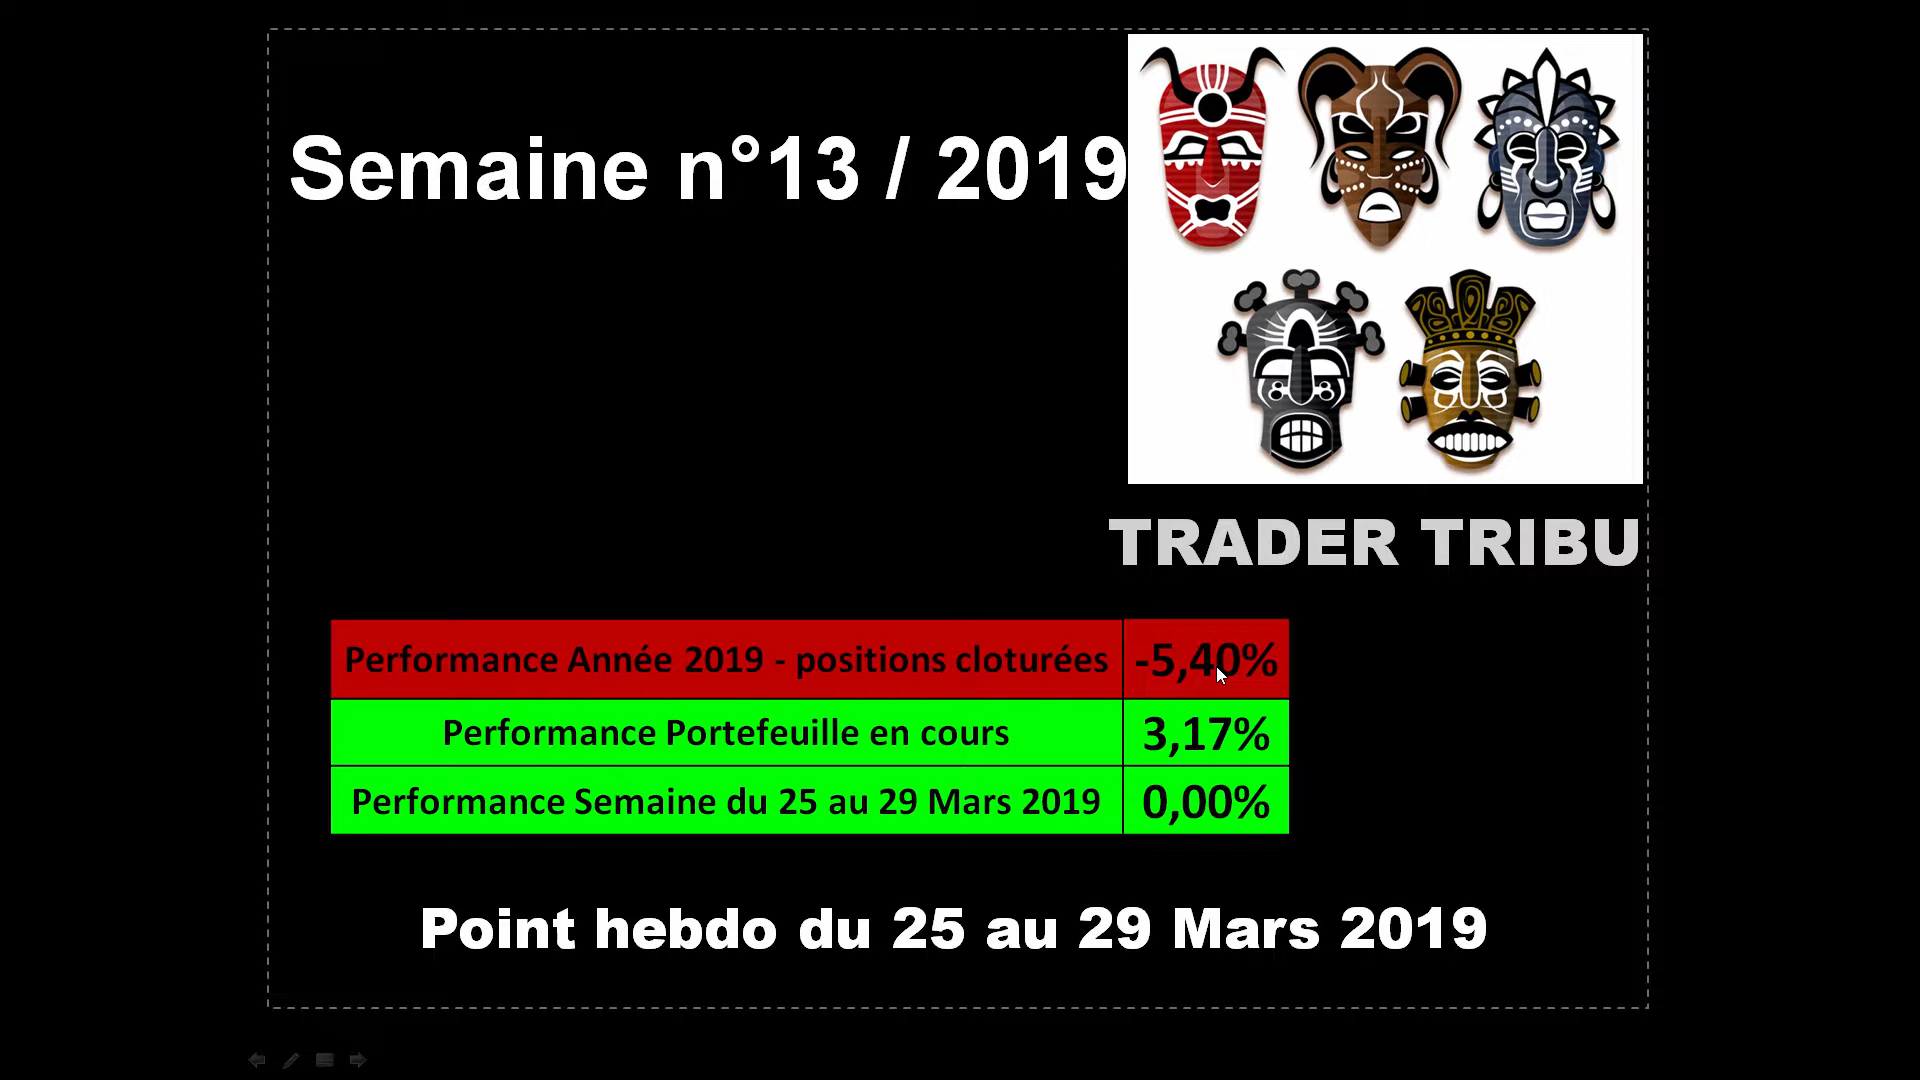 Semaine n°13 / 2019
TRADER TRIBU
Performance Année 2019 - positions cloturées -5,40%
Performance Portefeuille en cours 3,17%
Performance Semaine du 25 au 29 Mars 2019 0,00%
Point hebdo du 25 au 29 Mars 2019